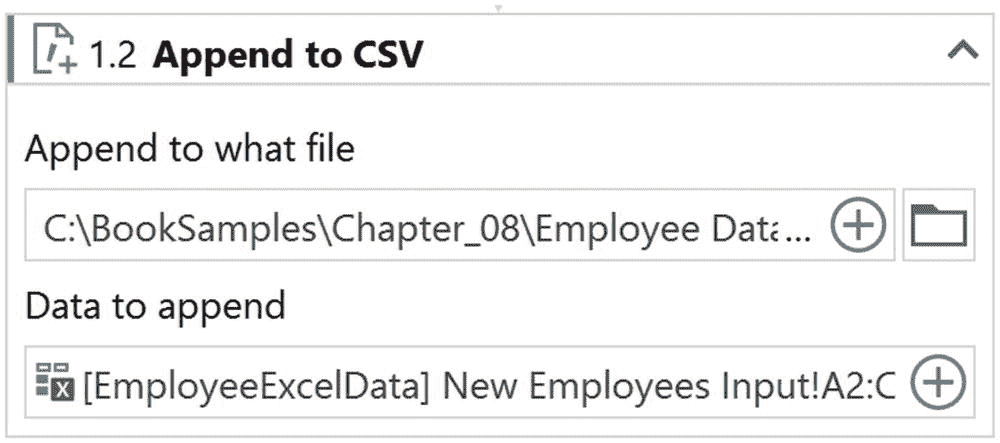 1.2 Append to CSV
Append to what file
C:\BookSamples\Chapter_08\Employee Data...
Data to append
[EmployeeExcelData] New Employees Input!A2:C